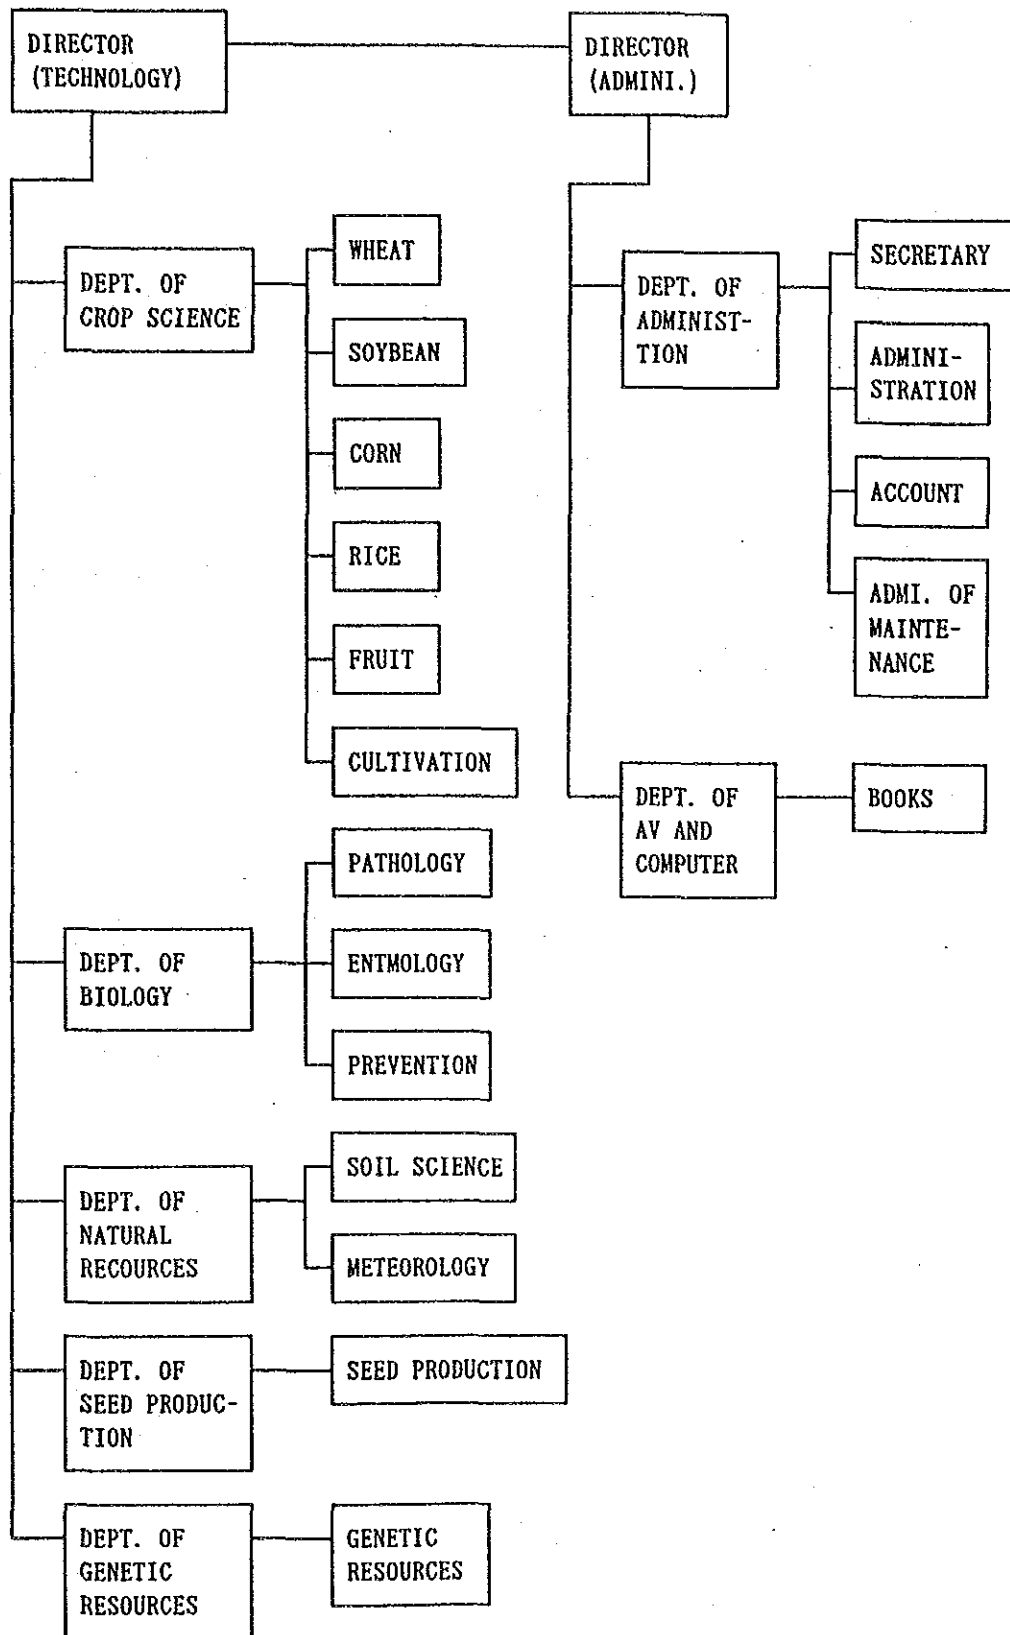 DIRECTOR
(TECHNOLOGY)
DIRECTOR
(ADMINI.)
DEPT. OF
CROP SCIENCE
WHEAT
SOYBEAN
CORN
RICE
FRUIT
CULTIVATION
DEPT. OF
BIOLOGY
PATHOLOGY
ENTMOLOGY
PREVENTION
DEPT. OF
NATURAL
RECOURCES
SOIL SCIENCE
METEOROLOGY
DEPT. OF
SEED PRODUC-
TION
SEED PRODUCTION
DEPT. OF
GENETIC
RESOURCES
GENETIC
RESOURCES
DEPT. OF
ADMINIST-
TION
SECRETARY
ADMINI-
STRATION
ACCOUNT
ADMI. OF
MAINTE-
NANCE
DEPT. OF
AV AND
COMPUTER
BOOKS